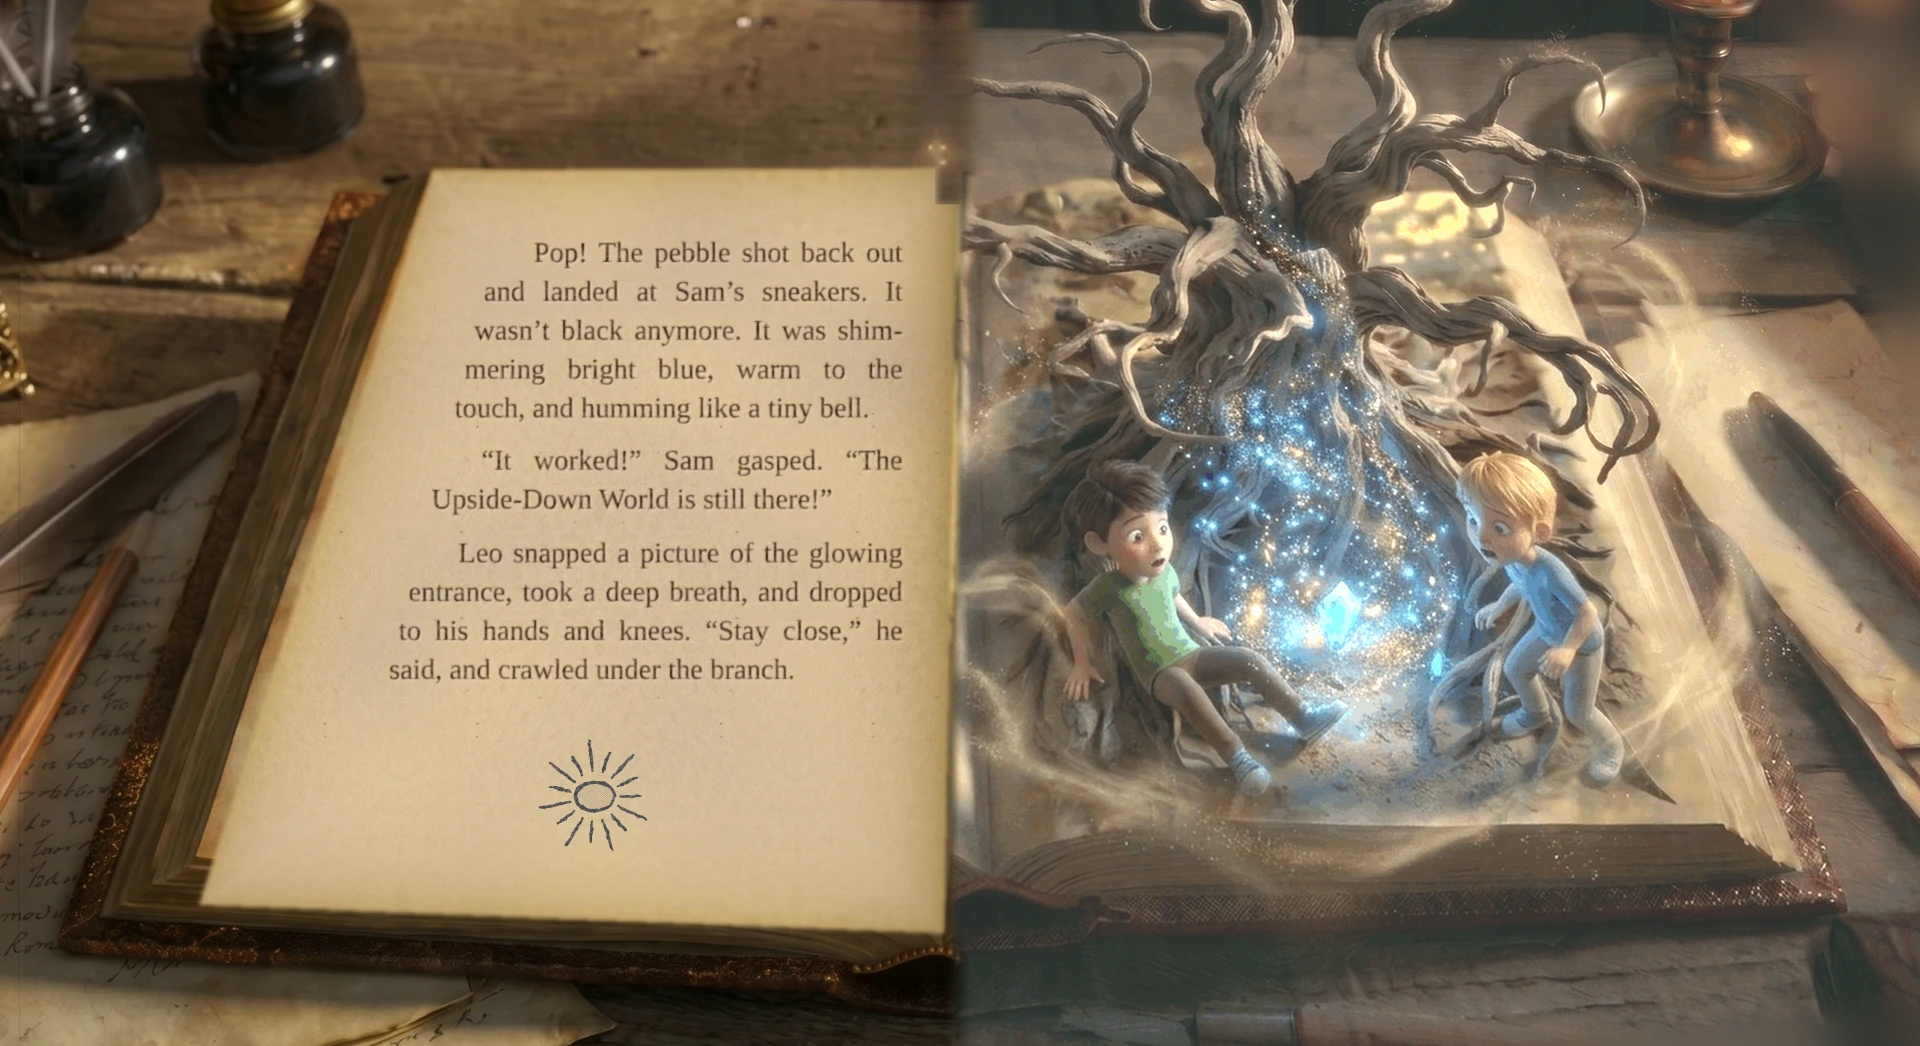 Pop! The pebble shot back out
and landed at Sam’s sneakers. It
wasn’t black anymore. It was shim-
mering bright blue, warm to the
touch, and humming like a tiny bell.
“It worked!” Sam gasped. “The
Upside-Down World is still there!”
Leo snapped a picture of the glowing
entrance, took a deep breath, and dropped
to his hands and knees. “Stay close,” he
said, and crawled under the branch.